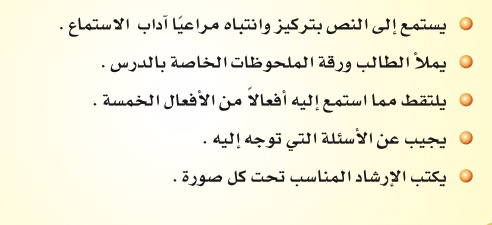 يستمع إلى النص بتركيز وانتباه مراعيًا آداب الاستماع .
يملأ الطالب ورقة الملحوظات الخاصة بالدرس .
يلتقط مما استمع إليه أفعالاً من الأفعال الخمسة .
يجيب عن الأسئلة التي توجه إليه .
يكتب الإرشاد المناسب تحت كل صورة .